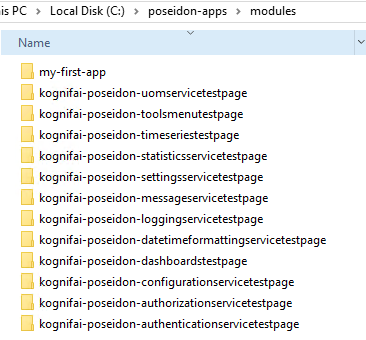 is PC > Local Disk (C:) > poseidon-apps > modules
Name
my-first-app
kognifai-poseidon-uomservicetestpage
kognifai-poseidon-toolsmenutestpage
kognifai-poseidon-timeseriestestpage
kognifai-poseidon-statisticsservicetestpage
kognifai-poseidon-settingsservicetestpage
kognifai-poseidon-messageservicetestpage
kognifai-poseidon-loggingservicetestpage
kognifai-poseidon-datetimeformattingservicetestpage
kognifai-poseidon-dashboardstestpage
kognifai-poseidon-configurationservicetestpage
kognifai-poseidon-authorizationservicetestpage
kognifai-poseidon-authenticationservicetestpage